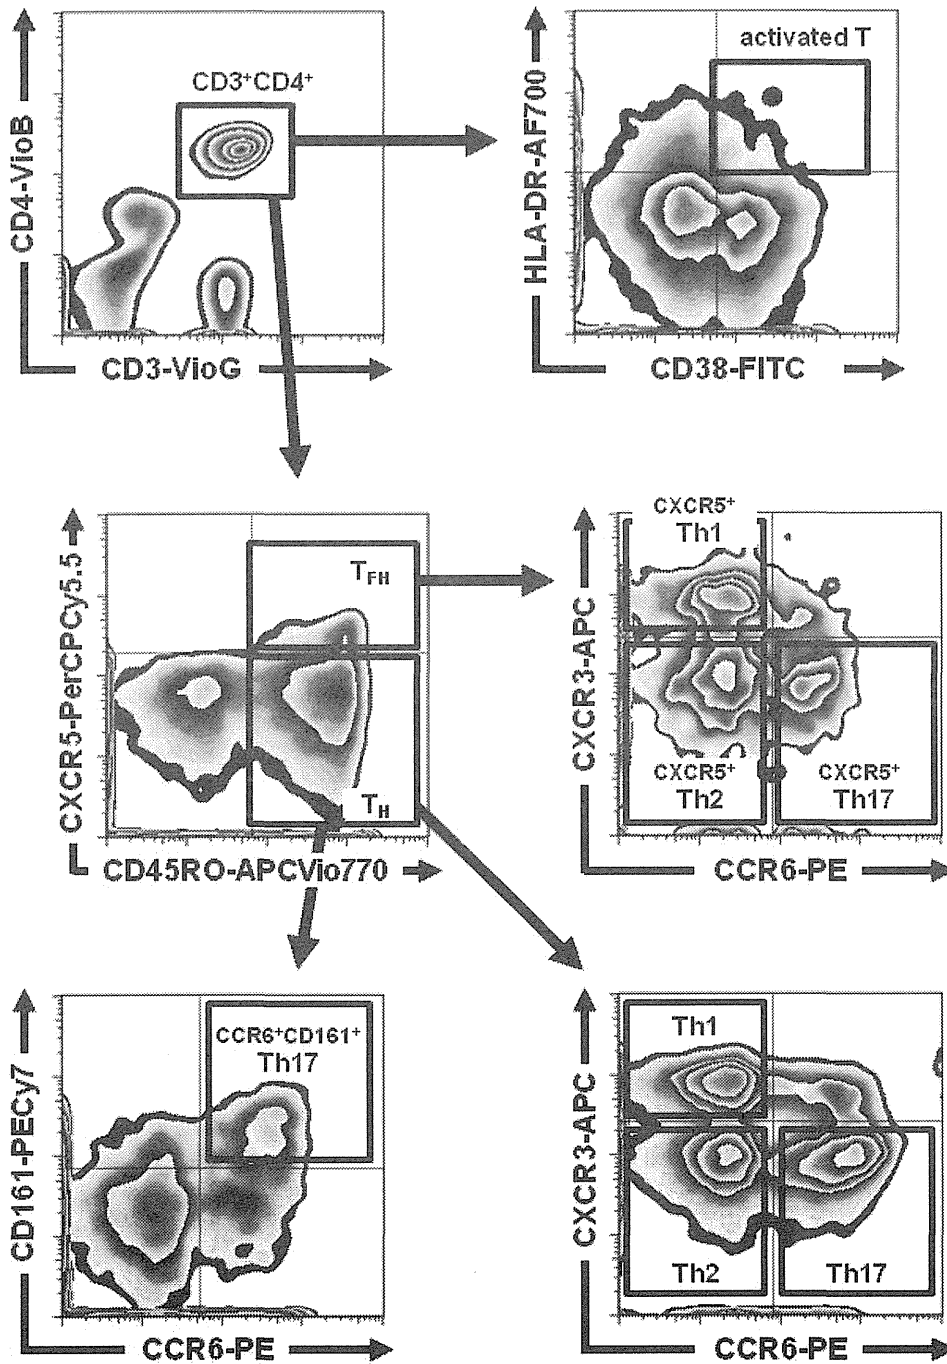 CD4-VioB
CD3⁺CD4⁺
CD3-VioG
HLA-DR-AF700
activated T
CD38-FITC
CXCR5-PerCPCy5.5
T_FH
T_H
CD45RO-APCVio770
CXCR3-APC
CXCR5⁺
Th1
CXCR5⁺
Th2
CXCR5⁺
Th17
CCR6-PE
CD161-PECy7
CCR6⁺CD161⁺
Th17
CCR6-PE
CXCR3-APC
Th1
Th2
Th17
CCR6-PE